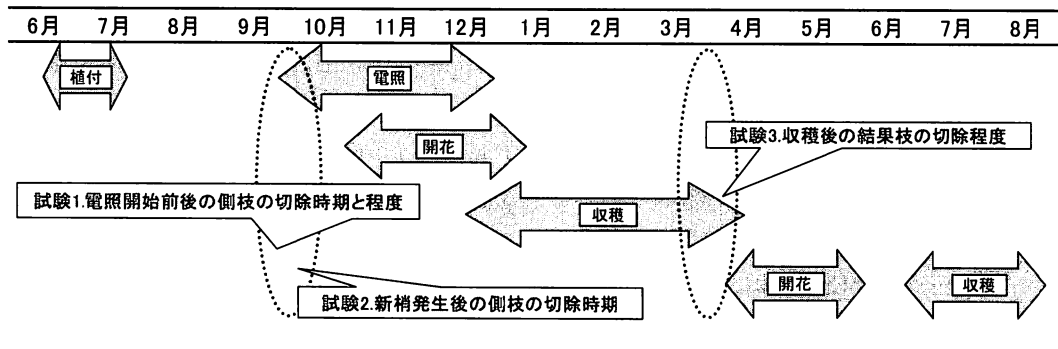 6月 7月 8月 9月 10月 11月 12月 1月 2月 3月 4月 5月 6月 7月 8月
植付
電照
開花
試験3.収穫後の結果枝の切除程度
試験1.電照開始前後の側枝の切除時期と程度
収穫
開花
収穫
試験2.新梢発生後の側枝の切除時期